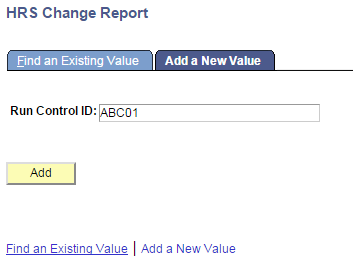 HRS Change Report
Find an Existing Value Add a New Value
Run Control ID: ABC01
Add
Find an Existing Value | Add a New Value